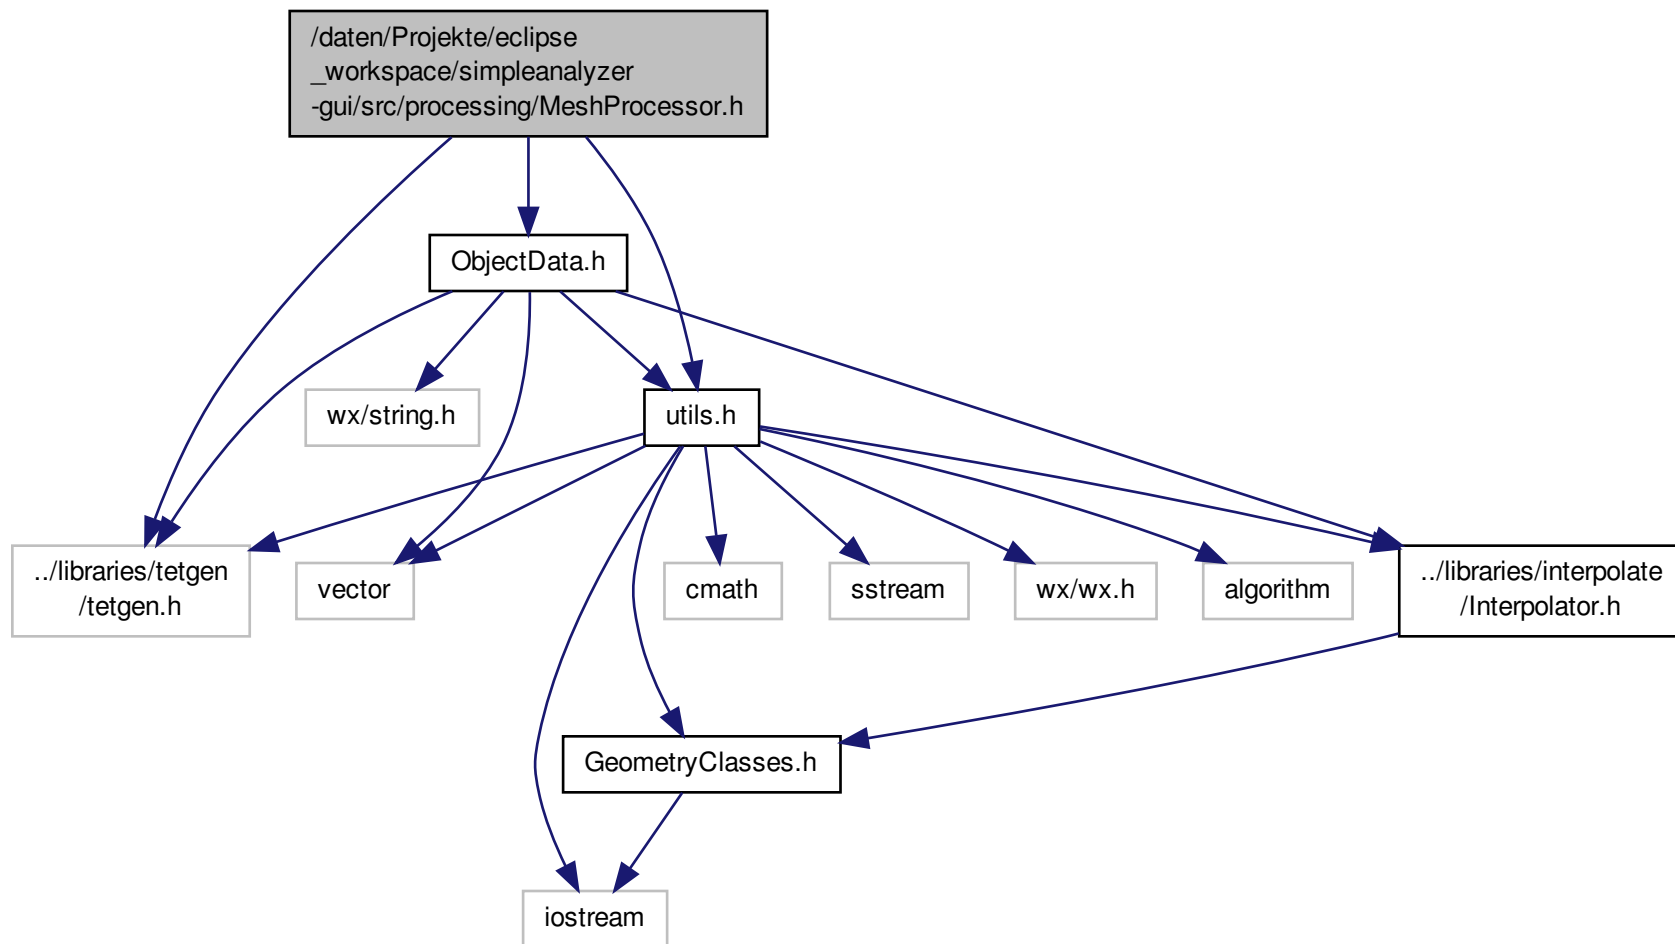 /daten/Projekte/eclipse
_workspace/simpleanalyzer
-gui/src/processing/MeshProcessor.h
ObjectData.h
wx/string.h
utils.h
../libraries/tetgen
/tetgen.h
vector
cmath
sstream
wx/wx.h
algorithm
../libraries/interpolate
/Interpolator.h
GeometryClasses.h
iostream